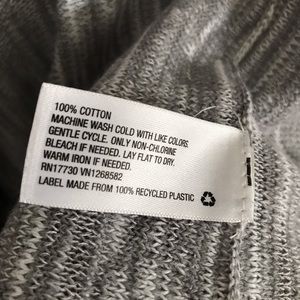 100% COTTON
MACHINE WASH COLD WITH LIKE COLORS.
GENTLE CYCLE. ONLY NON-CHLORINE
BLEACH IF NEEDED. LAY FLAT TO DRY.
WARM IRON IF NEEDED.
RN17730 VN1268582
LABEL MADE FROM 100% RECYCLED PLASTIC